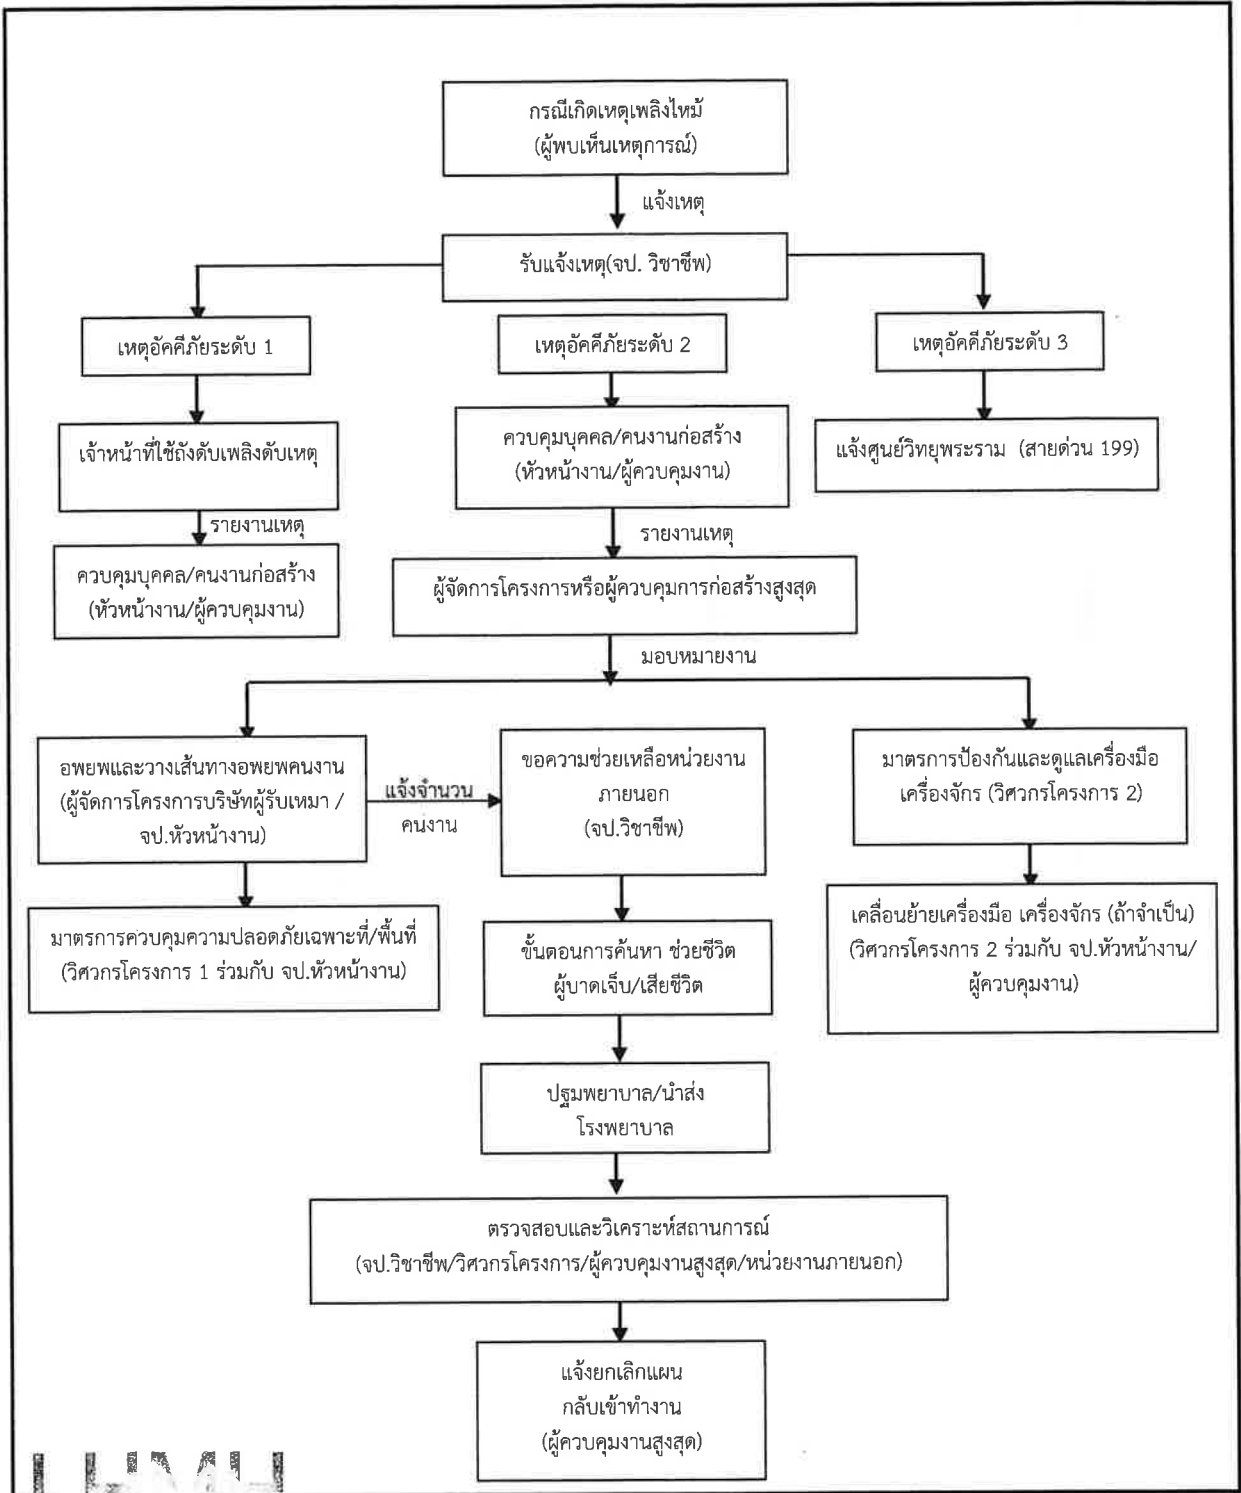 กรณีเกิดเหตุเพลิงไหม้
(ผู้พบเห็นเหตุการณ์)
แจ้งเหตุ
รับแจ้งเหตุ(จป. วิชาชีพ)
เหตุอัคคีภัยระดับ 1
เหตุอัคคีภัยระดับ 2
เหตุอัคคีภัยระดับ 3
เจ้าหน้าที่ใช้ถังดับเพลิงดับเหตุ
ควบคุมบุคคล/คนงานก่อสร้าง
(หัวหน้างาน/ผู้ควบคุมงาน)
แจ้งศูนย์วิทยุพระราม (สายด่วน 199)
รายงานเหตุ
รายงานเหตุ
ควบคุมบุคคล/คนงานก่อสร้าง
(หัวหน้างาน/ผู้ควบคุมงาน)
ผู้จัดการโครงการหรือผู้ควบคุมการก่อสร้างสูงสุด
มอบหมายงาน
อพยพและวางเส้นทางอพยพคนงาน
(ผู้จัดการโครงการบริษัทผู้รับเหมา /
จป.หัวหน้างาน)
แจ้งจำนวน
คนงาน
ขอความช่วยเหลือหน่วยงาน
ภายนอก
(จป.วิชาชีพ)
มาตรการป้องกันและดูแลเครื่องมือ
เครื่องจักร (วิศวกรโครงการ 2)
มาตรการควบคุมความปลอดภัยเฉพาะที่/พื้นที่
(วิศวกรโครงการ 1 ร่วมกับ จป.หัวหน้างาน)
ขั้นตอนการค้นหา ช่วยชีวิต
ผู้บาดเจ็บ/เสียชีวิต
เคลื่อนย้ายเครื่องมือ เครื่องจักร (ถ้าจำเป็น)
(วิศวกรโครงการ 2 ร่วมกับ จป.หัวหน้างาน/
ผู้ควบคุมงาน)
ปฐมพยาบาล/นำส่ง
โรงพยาบาล
ตรวจสอบและวิเคราะห์สถานการณ์
(จป.วิชาชีพ/วิศวกรโครงการ/ผู้ควบคุมงานสูงสุด/หน่วยงานภายนอก)
แจ้งยกเลิกแผน
กลับเข้าทำงาน
(ผู้ควบคุมงานสูงสุด)